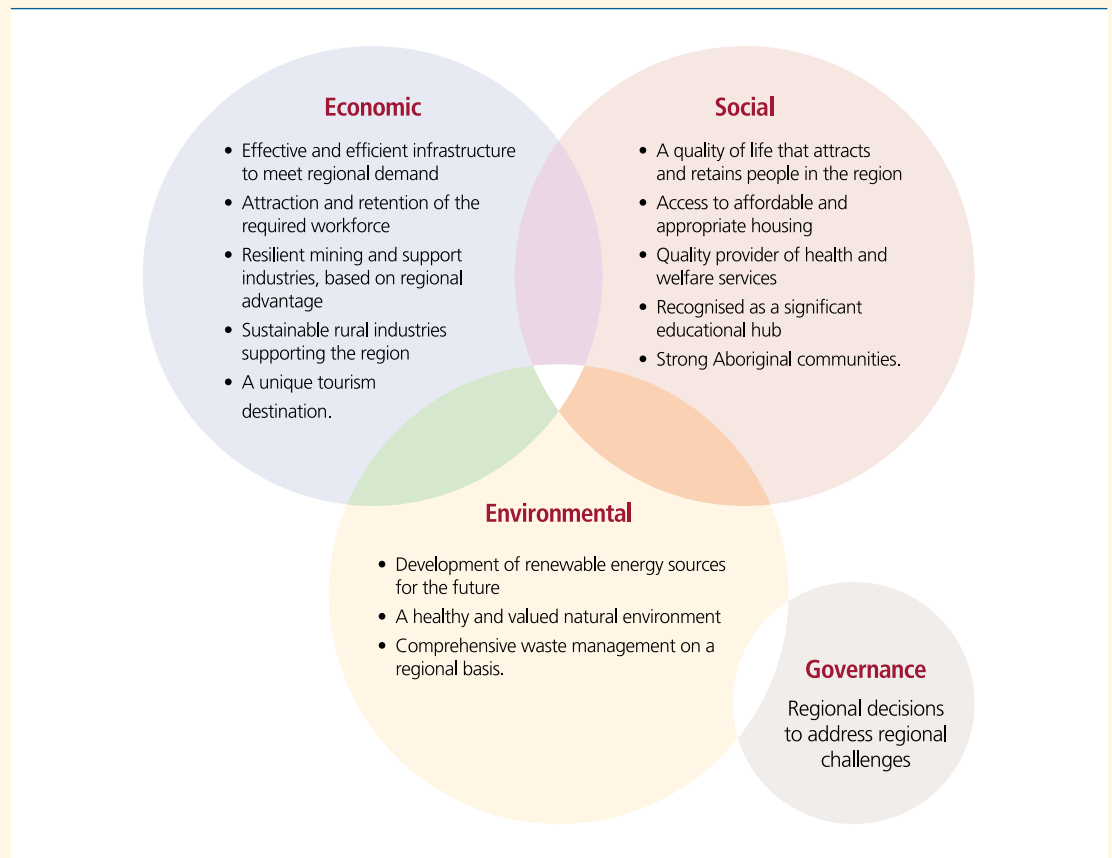 Economic
• Effective and efficient infrastructure
to meet regional demand
• Attraction and retention of the
required workforce
• Resilient mining and support
industries, based on regional
advantage
• Sustainable rural industries
supporting the region
• A unique tourism
destination.
Social
• A quality of life that attracts
and retains people in the region
• Access to affordable and
appropriate housing
• Quality provider of health and
welfare services
• Recognised as a significant
educational hub
• Strong Aboriginal communities.
Environmental
• Development of renewable energy sources
for the future
• A healthy and valued natural environment
• Comprehensive waste management on a
regional basis.
Governance
Regional decisions
to address regional
challenges